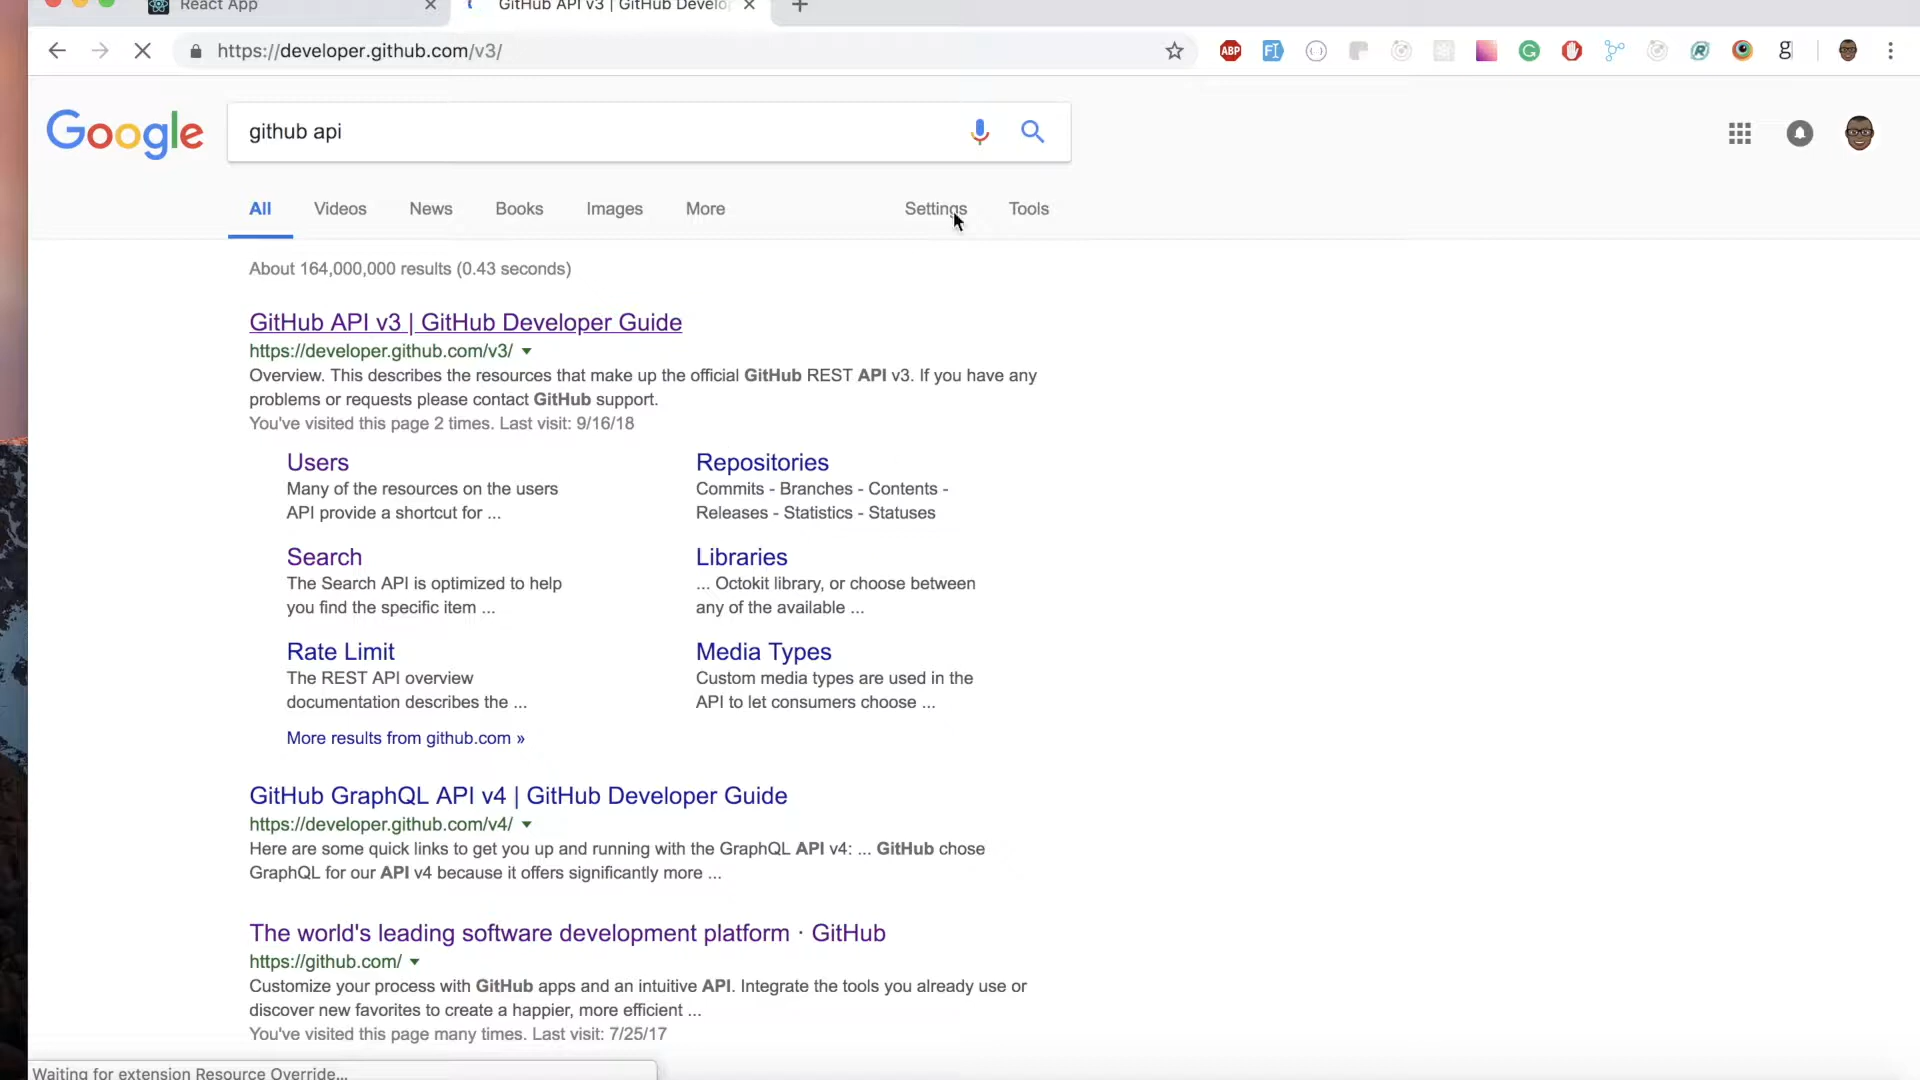 React App
GitHub API v3 | GitHub Develo
https://developer.github.com/v3/
ABP
g
Google
github api
All Videos News Books Images More Settings Tools
About 164,000,000 results (0.43 seconds)
GitHub API v3 | GitHub Developer Guide
https://developer.github.com/v3/
Overview. This describes the resources that make up the official GitHub REST API v3. If you have any
problems or requests please contact GitHub support.
You've visited this page 2 times. Last visit: 9/16/18
Users
Many of the resources on the users
API provide a shortcut for ...
Repositories
Commits - Branches - Contents -
Releases - Statistics - Statuses
Search
The Search API is optimized to help
you find the specific item ...
Libraries
... Octokit library, or choose between
any of the available ...
Rate Limit
The REST API overview
documentation describes the ...
Media Types
Custom media types are used in the
API to let consumers choose ...
More results from github.com »
GitHub GraphQL API v4 | GitHub Developer Guide
https://developer.github.com/v4/
Here are some quick links to get you up and running with the GraphQL API v4: ... GitHub chose
GraphQL for our API v4 because it offers significantly more ...
The world's leading software development platform · GitHub
https://github.com/
Customize your process with GitHub apps and an intuitive API. Integrate the tools you already use or
discover new favorites to create a happier, more efficient ...
You've visited this page many times. Last visit: 7/25/17
Waiting for extension Resource Override...